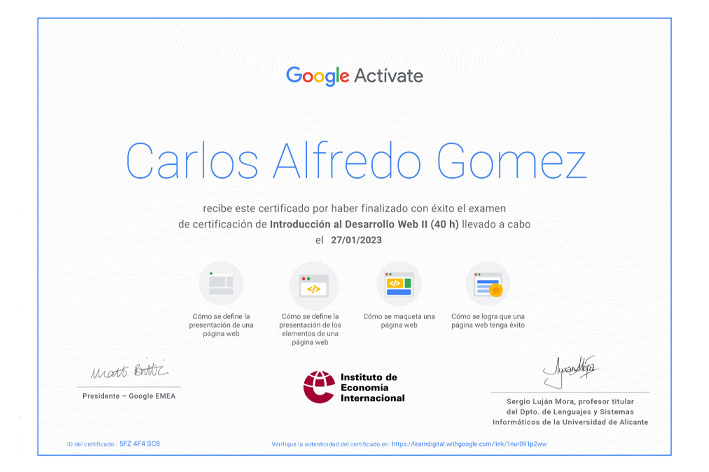 Google Actívate
Carlos Alfredo Gomez
recibe este certificado por haber finalizado con éxito el examen
de certificación de Introducción al Desarrollo Web II (40 h) llevado a cabo
el 27/01/2023
</>
</>
Cómo se define la
presentación de una
página web
Cómo se define la
presentación de los
elementos de una
página web
Cómo se maqueta una
página web
Cómo se logra que una
página web tenga éxito
Matt Brittin
Presidente – Google EMEA
Instituto de
Economía
Internacional
Sergio Luján Mora, profesor titular
del Dpto. de Lenguajes y Sistemas
Informáticos de la Universidad de Alicante
ID del certificado : 5FZ 4F4 SC8
Verifique la autenticidad del certificado en: https://learndigital.withgoogle.com/link/1nur091p2ww